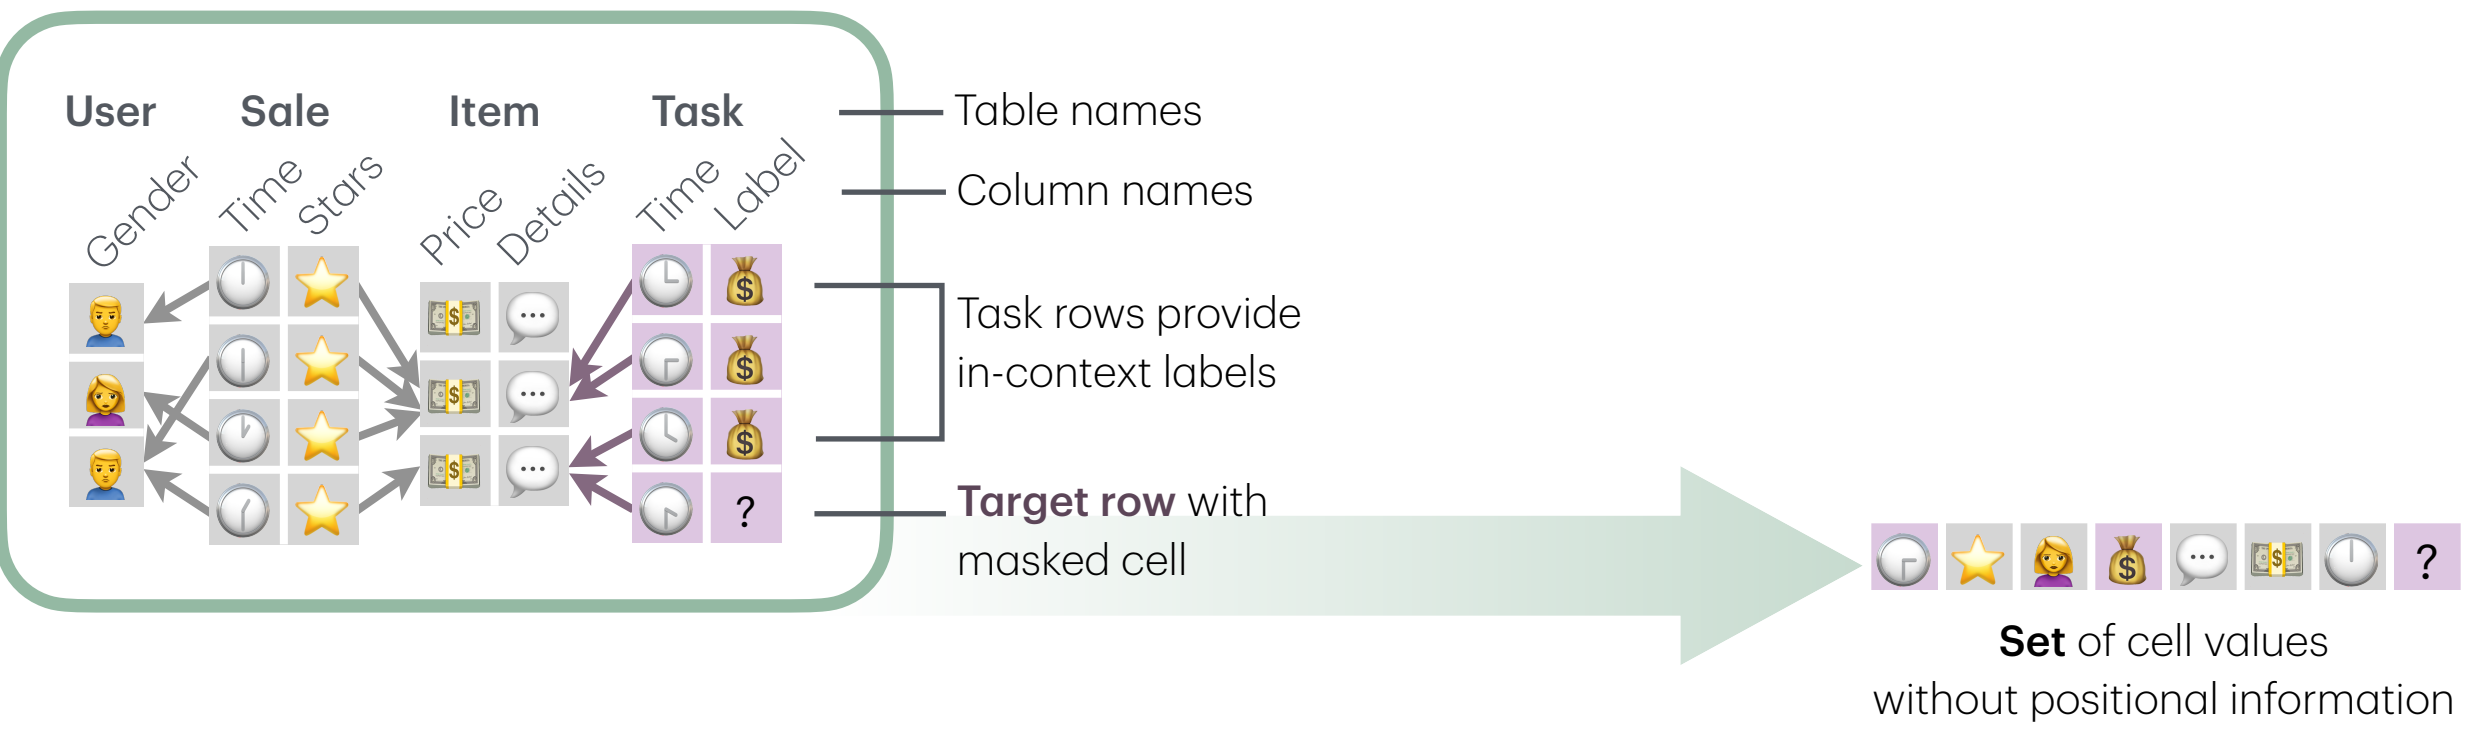 User Sale Item Task
Gender Time Stars Price Details Time Label
Table names
Column names
Task rows provide
in-context labels
?
Target row with
masked cell
?
Set of cell values
without positional information